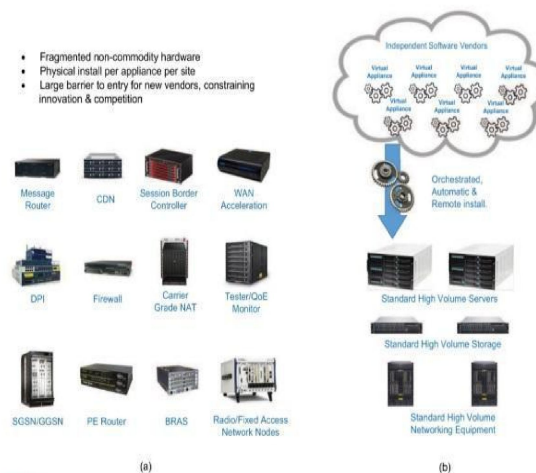 • Fragmented non-commodity hardware
• Physical install per appliance per site
• Large barrier to entry for new vendors, constraining
innovation & competition
Message
Router
CDN
Session Border
Controller
WAN
Acceleration
DPI
Firewall
Carrier
Grade NAT
Tester/QoE
Monitor
SGSN/GGSN
PE Router
BRAS
Radio/Fixed Access
Network Nodes
(a)
Independent Software Vendors
Virtual
Appliance
Virtual
Appliance
Virtual
Appliance
Virtual
Appliance
Virtual
Appliance
Virtual
Appliance
Virtual
Appliance
Orchestrated,
Automatic &
Remote install.
Standard High Volume Servers
Standard High Volume Storage
Standard High Volume
Networking Equipment
(b)